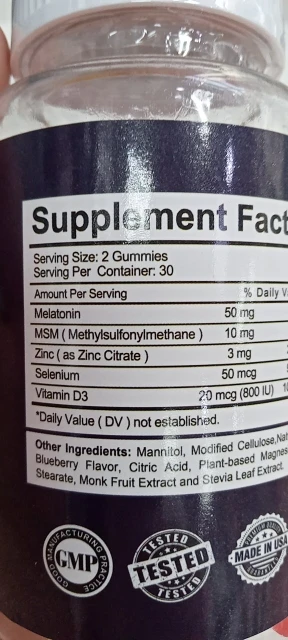 Supplement Fact
Serving Size: 2 Gummies
Serving Per Container: 30
Amount Per Serving % Daily V
Melatonin 50 mg
MSM ( Methylsulfonylmethane ) 10 mg
Zinc ( as Zinc Citrate ) 3 mg
Selenium 50 mcg
Vitamin D3 20 mcg (800 IU)
*Daily Value ( DV ) not established.
Other Ingredients: Mannitol, Modified Cellulose,Nat
Blueberry Flavor, Citric Acid, Plant-based Magnes
Stearate, Monk Fruit Extract and Stevia Leaf Extract.
GOOD MANUFACTURING PRACTICE
GMP
TESTED
TESTED
TESTED
MADE IN USA